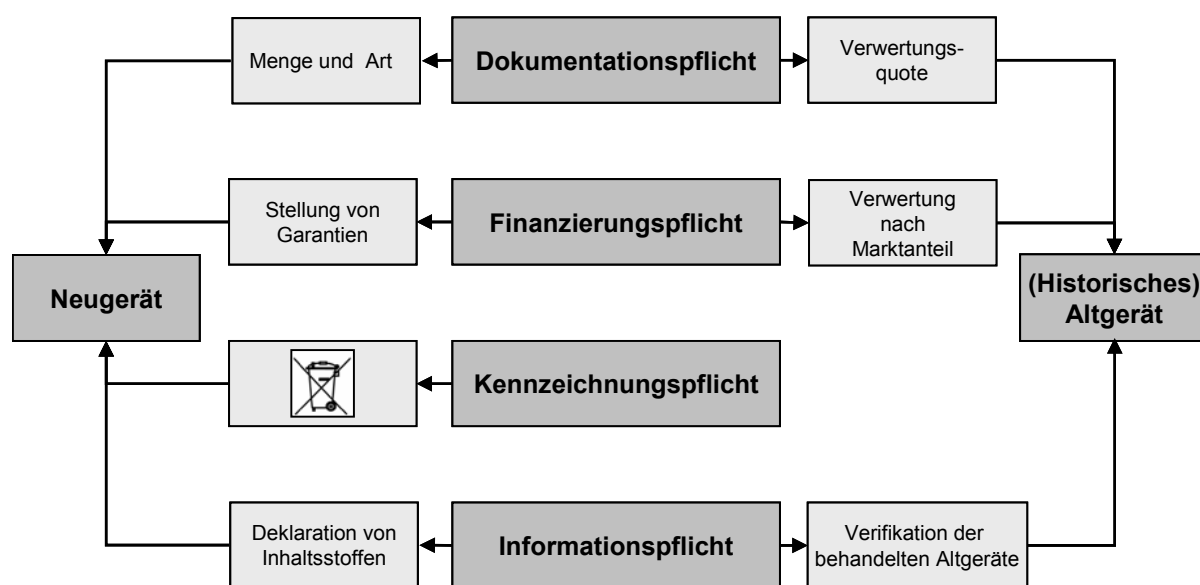 Menge und Art
Dokumentationspflicht
Verwertungs-
quote
Stellung von
Garantien
Finanzierungspflicht
Verwertung
nach
Marktanteil
Neugerät
(Historisches)
Altgerät
Kennzeichnungspflicht
Deklaration von
Inhaltsstoffen
Informationspflicht
Verifikation der
behandelten Altgeräte